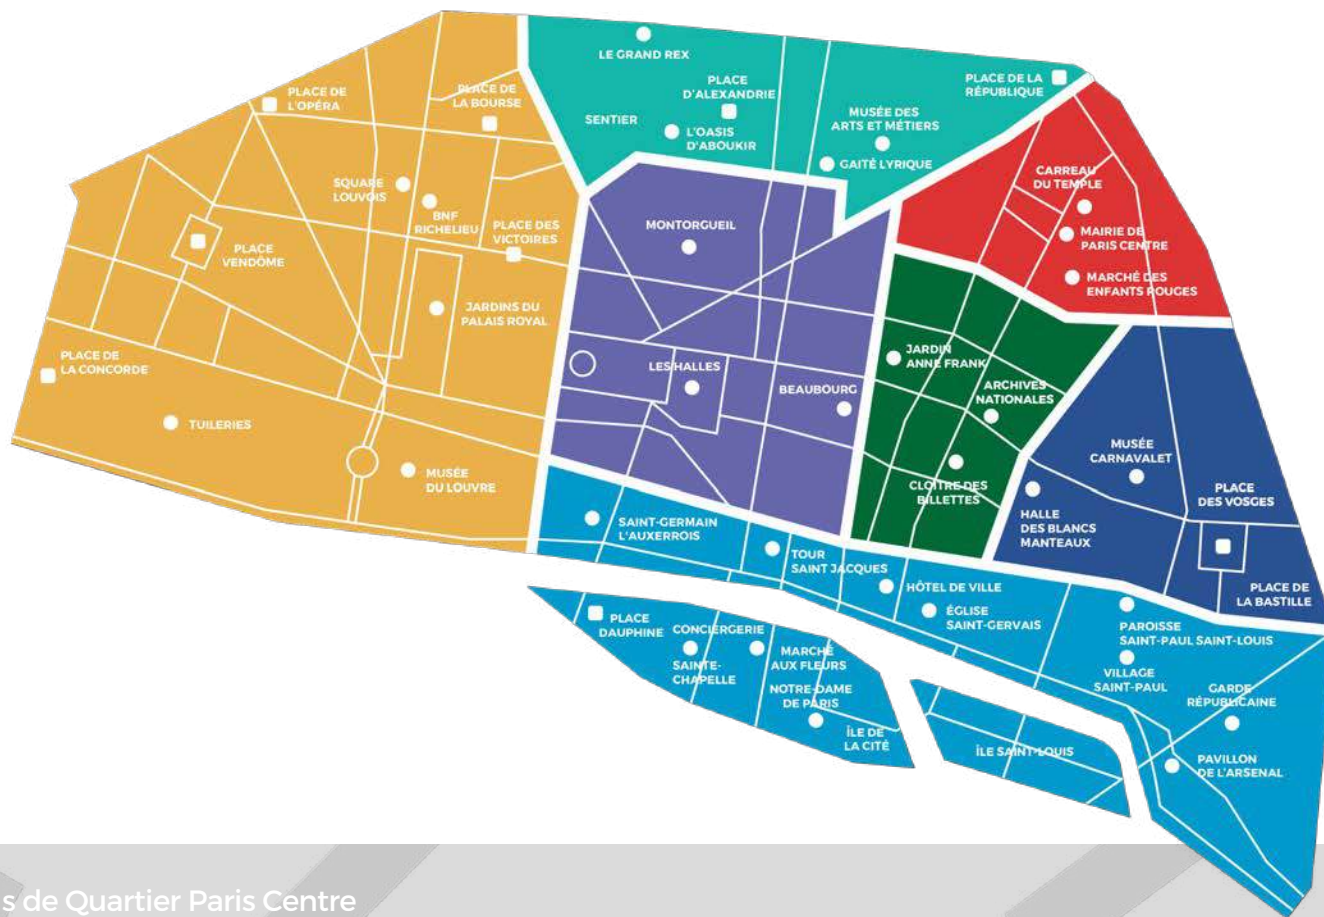 LE GRAND REX
PLACE DE LA
RÉPUBLIQUE
PLACE
D'ALEXANDRIE
PLACE DE
L'OPÉRA
PLACE DE
LA BOURSE
SENTIER
L'OASIS
D'ABOUKIR
MUSÉE DES
ARTS ET MÉTIERS
GAITÉ LYRIQUE
CARREAU
DU TEMPLE
SQUARE
LOUVOIS
BNF
RICHELIEU
PLACE DES
VICTOIRES
MONTORGUEIL
MAIRIE DE
PARIS CENTRE
PLACE
VENDÔME
MARCHÉ DES
ENFANTS ROUGES
JARDINS DU
PALAIS ROYAL
PLACE DE
LA CONCORDE
LES HALLES
BEAUBOURG
JARDIN
ANNE FRANK
ARCHIVES
NATIONALES
TUILERIES
MUSÉE
DU LOUVRE
CLOÎTRE DES
BILLETTES
MUSÉE
CARNAVALET
PLACE
DES VOSGES
HALLE
DES BLANCS
MANTEAUX
SAINT-GERMAIN
L'AUXERROIS
TOUR
SAINT JACQUES
HÔTEL DE VILLE
ÉGLISE
SAINT-GERVAIS
PLACE DE
LA BASTILLE
PLACE
DAUPHINE
CONCIERGERIE
SAINTE-
CHAPELLE
MARCHÉ
AUX FLEURS
NOTRE-DAME
DE PARIS
ÎLE DE
LA CITÉ
ÎLE SAINT-LOUIS
PAROISSE
SAINT-PAUL SAINT-LOUIS
VILLAGE
SAINT-PAUL
GARDE
RÉPUBLICAINE
PAVILLON
DE L'ARSENAL
s de Quartier Paris Centre